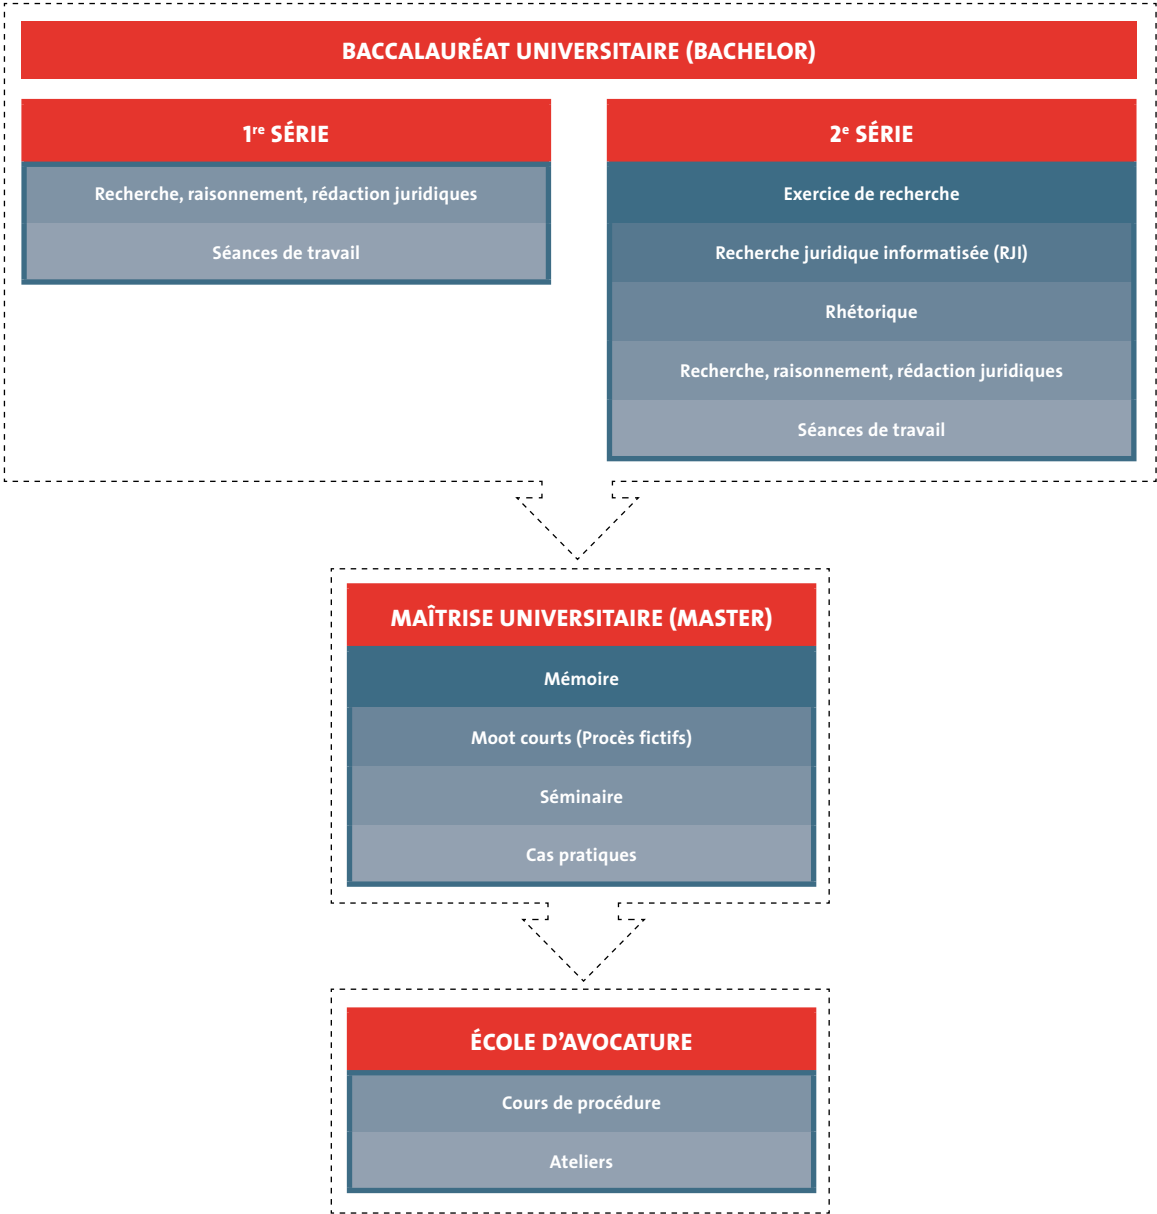 BACCALAURÉAT UNIVERSITAIRE (BACHELOR)
1re SÉRIE
Recherche, raisonnement, rédaction juridiques
Séances de travail
2e SÉRIE
Exercice de recherche
Recherche juridique informatisée (RJI)
Rhétorique
Recherche, raisonnement, rédaction juridiques
Séances de travail
MAÎTRISE UNIVERSITAIRE (MASTER)
Mémoire
Moot courts (Procès fictifs)
Séminaire
Cas pratiques
ÉCOLE D’AVOCATURE
Cours de procédure
Ateliers